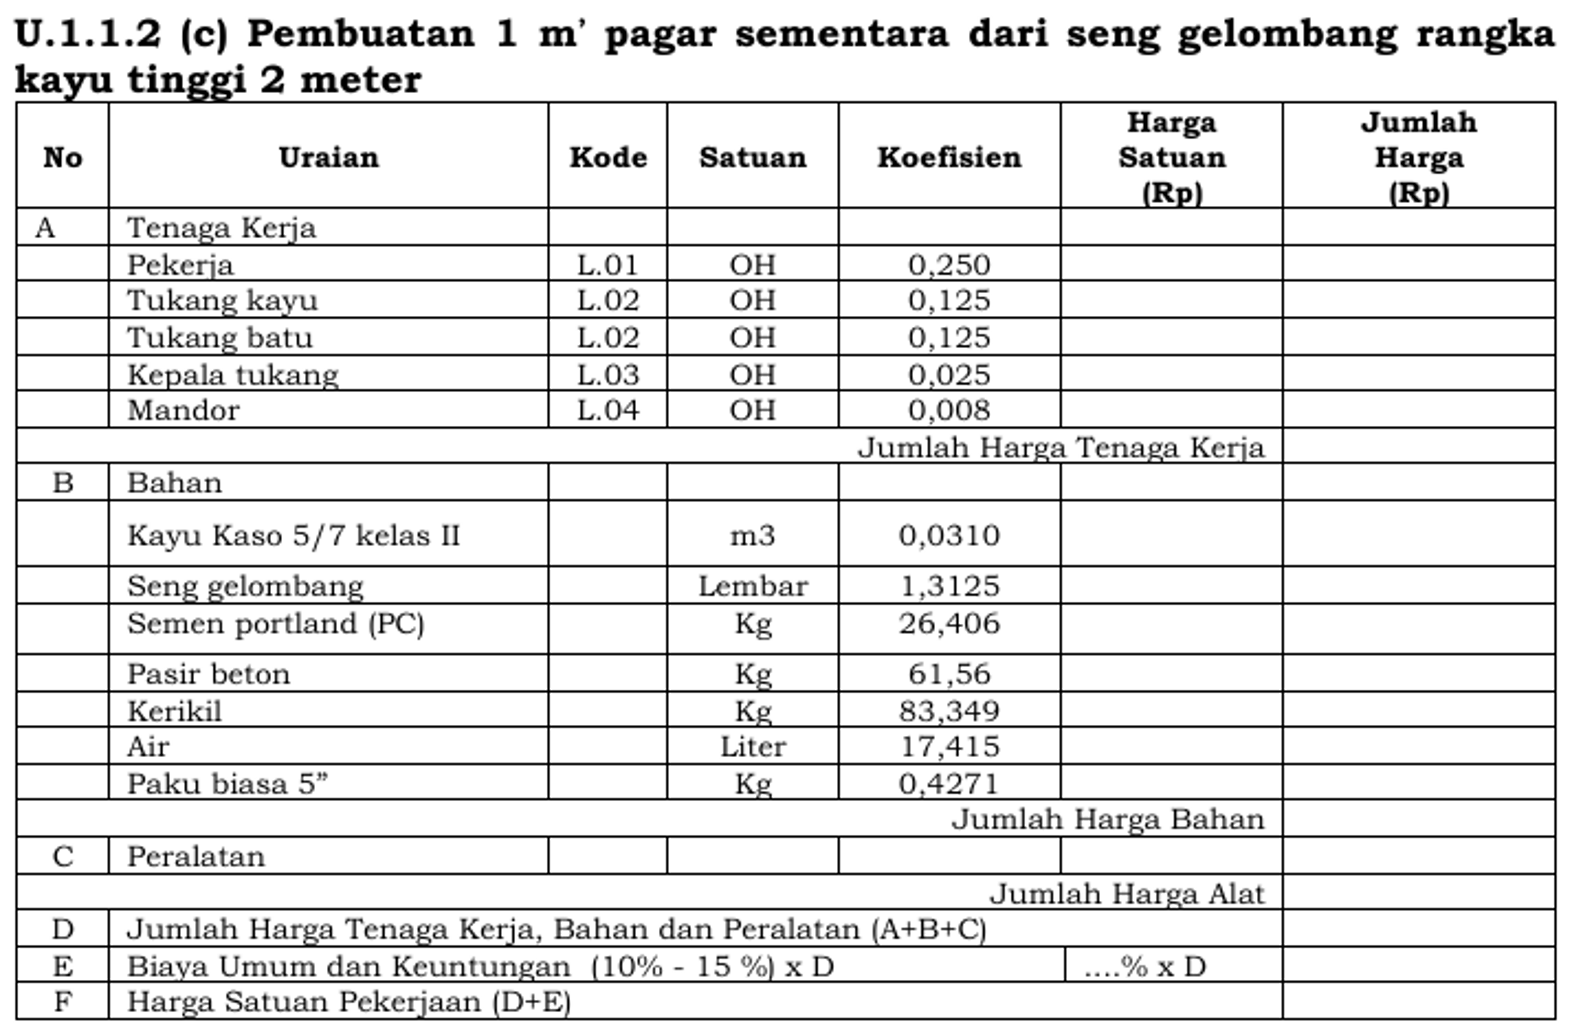 U.1.1.2 (c) Pembuatan 1 m’ pagar sementara dari seng gelombang rangka
kayu tinggi 2 meter
No Uraian Kode Satuan Koefisien Harga Satuan (Rp) Jumlah Harga (Rp)
A Tenaga Kerja
Pekerja L.01 OH 0,250
Tukang kayu L.02 OH 0,125
Tukang batu L.02 OH 0,125
Kepala tukang L.03 OH 0,025
Mandor L.04 OH 0,008
Jumlah Harga Tenaga Kerja
B Bahan
Kayu Kaso 5/7 kelas II m3 0,0310
Seng gelombang Lembar 1,3125
Semen portland (PC) Kg 26,406
Pasir beton Kg 61,56
Kerikil Kg 83,349
Air Liter 17,415
Paku biasa 5” Kg 0,4271
Jumlah Harga Bahan
C Peralatan
Jumlah Harga Alat
D Jumlah Harga Tenaga Kerja, Bahan dan Peralatan (A+B+C)
E Biaya Umum dan Keuntungan (10% - 15 %) x D ....% x D
F Harga Satuan Pekerjaan (D+E)